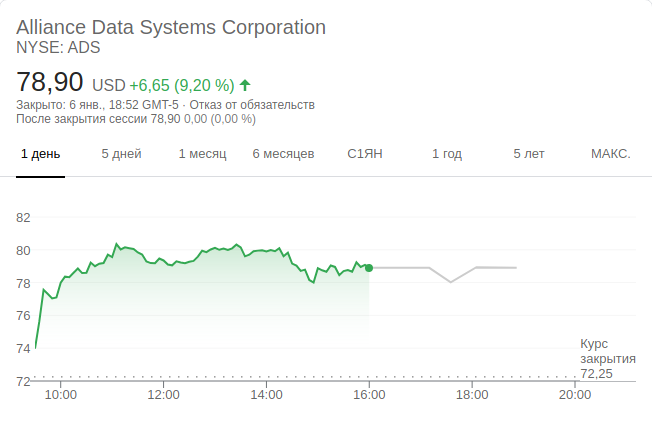 Alliance Data Systems Corporation
NYSE: ADS
78,90 USD +6,65 (9,20 %)
Закрыто: 6 янв., 18:52 GMT-5 · Отказ от обязательств
После закрытия сессии 78,90 0,00 (0,00 %)
1 день 5 дней 1 месяц 6 месяцев С1ЯН 1 год 5 лет МАКС.
82
80
78
76
74
Курс
закрытия
72,25
72
10:00 12:00 14:00 16:00 18:00 20:00